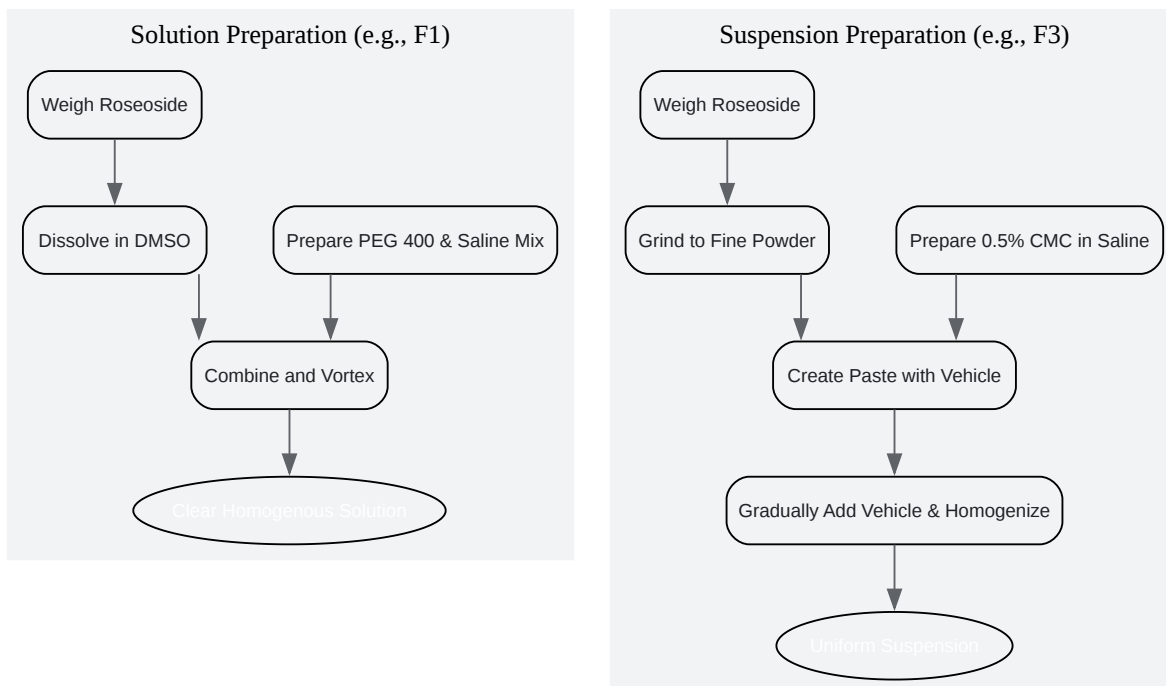 Solution Preparation (e.g., F1)
Weigh Roseoside
Dissolve in DMSO
Prepare PEG 400 & Saline Mix
Combine and Vortex
Clear Homogenous Solution
Suspension Preparation (e.g., F3)
Weigh Roseoside
Grind to Fine Powder
Prepare 0.5% CMC in Saline
Create Paste with Vehicle
Gradually Add Vehicle & Homogenize
Uniform Suspension